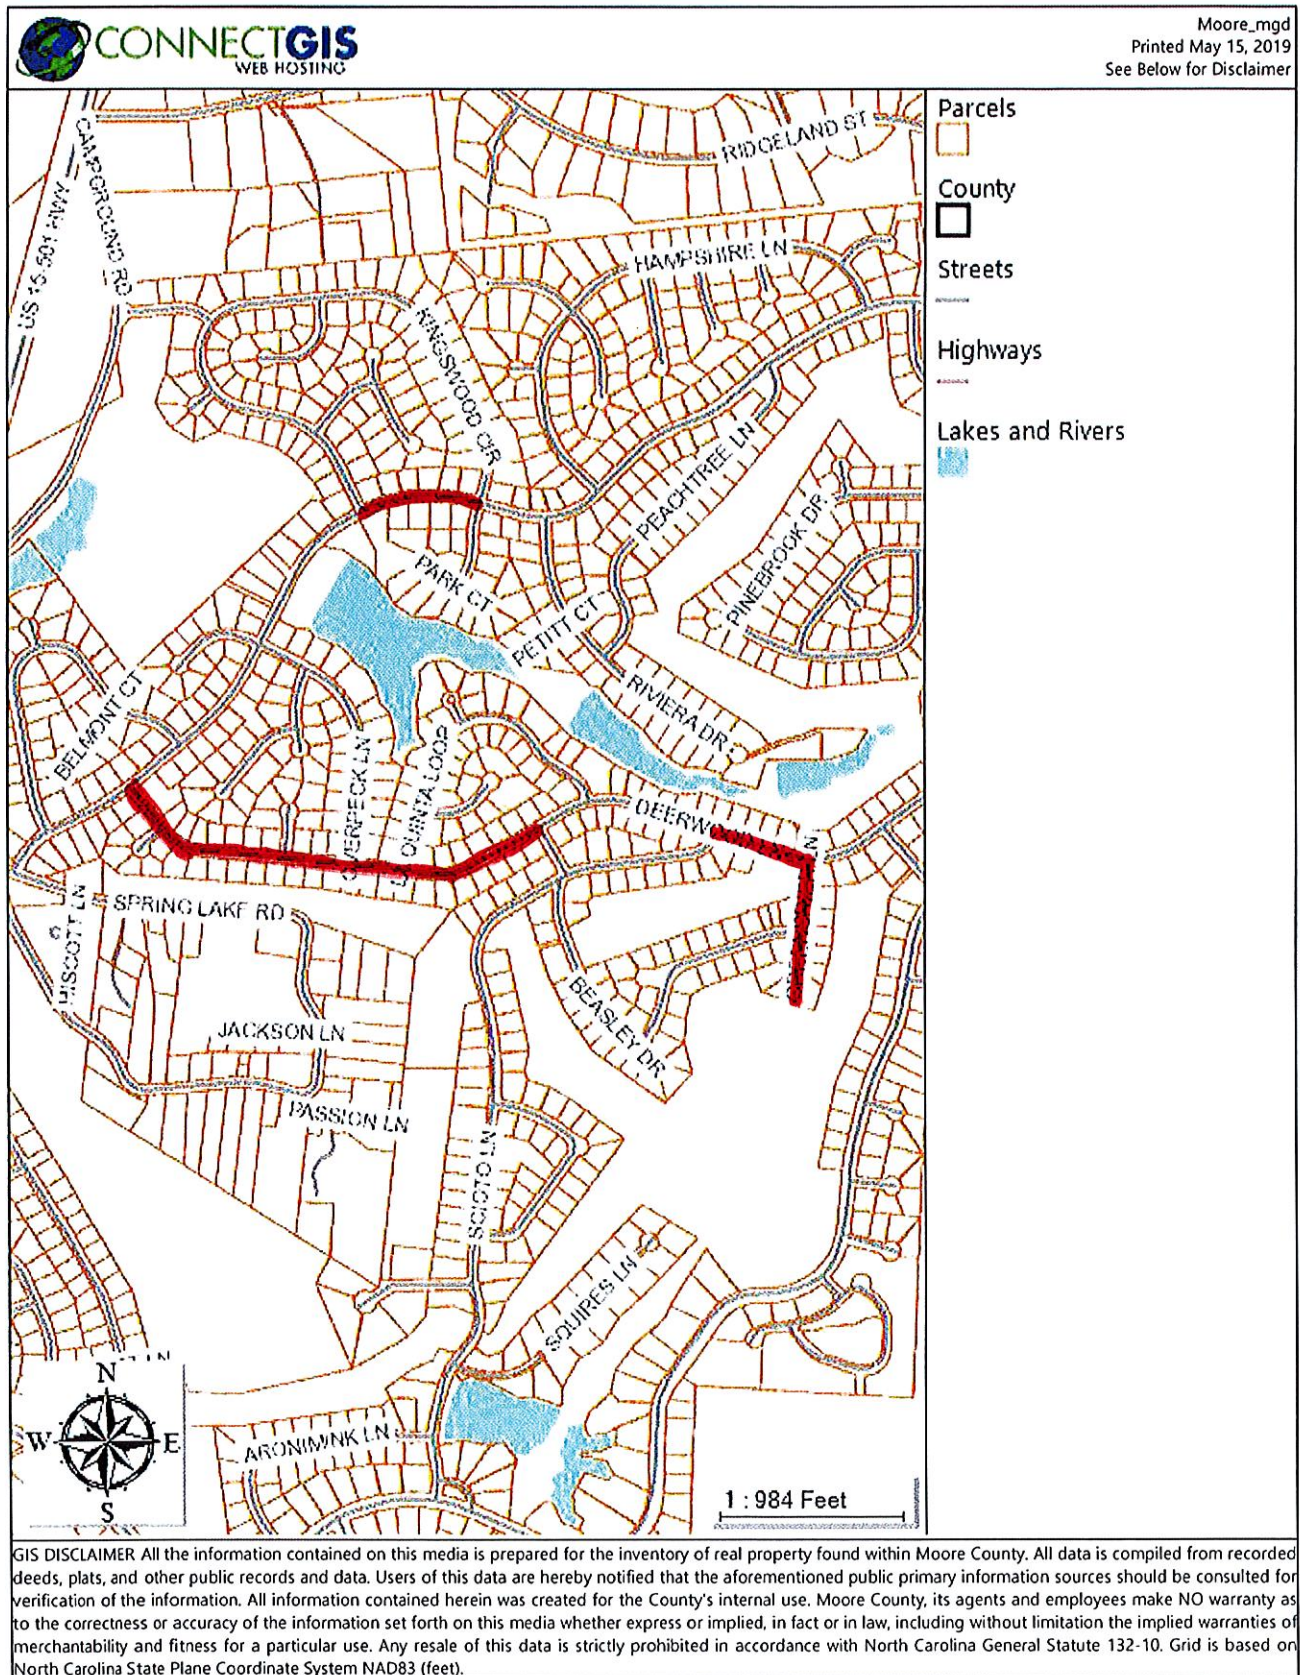 CONNECTGIS
WEB HOSTING
Moore_mgd
Printed May 15, 2019
See Below for Disclaimer
Parcels
County
Streets
Highways
Lakes and Rivers
RIDGELAND ST
CAMPGROUND RD
US 15-501 HWY
HAMPSHIRE LN
KINGSWOOD CIR
PEACHTREE LN
PINEBROOK DR
PARK CT
PETITT CT
RIVIERA DR
BELMONT CT
OVERPECK LN
QUINTA LOOP
DEERW
LN
SPRING LAKE RD
HISCOTT LN
BEASLEY DR
JACKSON LN
PASSION LN
SCIOTO LN
SQUIRES LN
ARONIMINK LN
N
W
E
S
1 : 984 Feet
GIS DISCLAIMER All the information contained on this media is prepared for the inventory of real property found within Moore County. All data is compiled from recorded
deeds, plats, and other public records and data. Users of this data are hereby notified that the aforementioned public primary information sources should be consulted for
verification of the information. All information contained herein was created for the County's internal use. Moore County, its agents and employees make NO warranty as
to the correctness or accuracy of the information set forth on this media whether express or implied, in fact or in law, including without limitation the implied warranties of
merchantability and fitness for a particular use. Any resale of this data is strictly prohibited in accordance with North Carolina General Statute 132-10. Grid is based on
North Carolina State Plane Coordinate System NAD83 (feet).